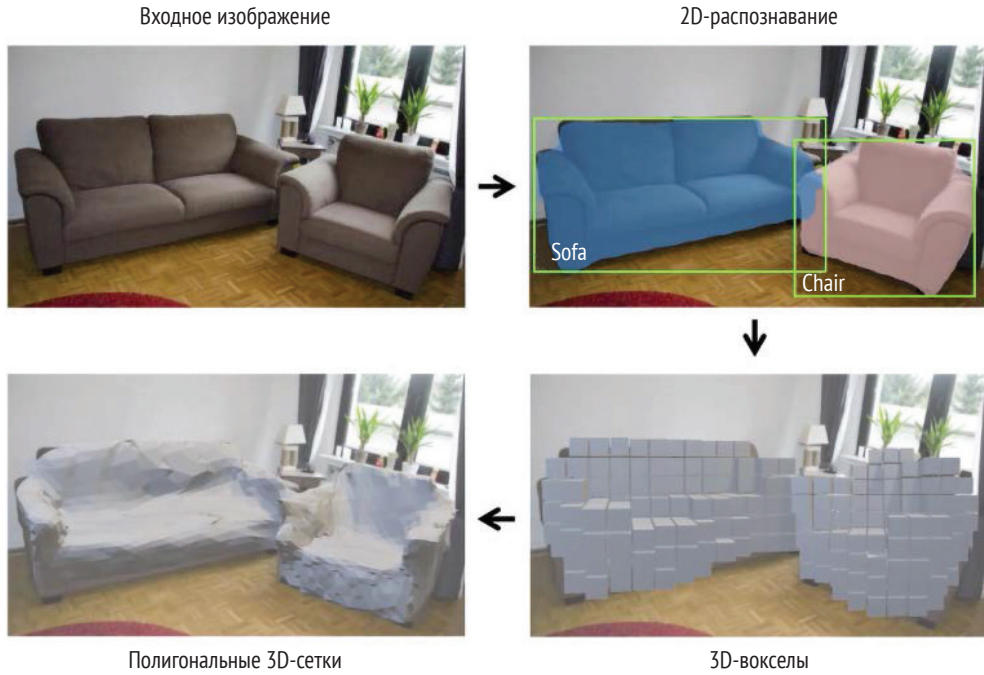 Входное изображение
2D-распознавание
Sofa
Chair
Полигональные 3D-сетки
3D-вокселы